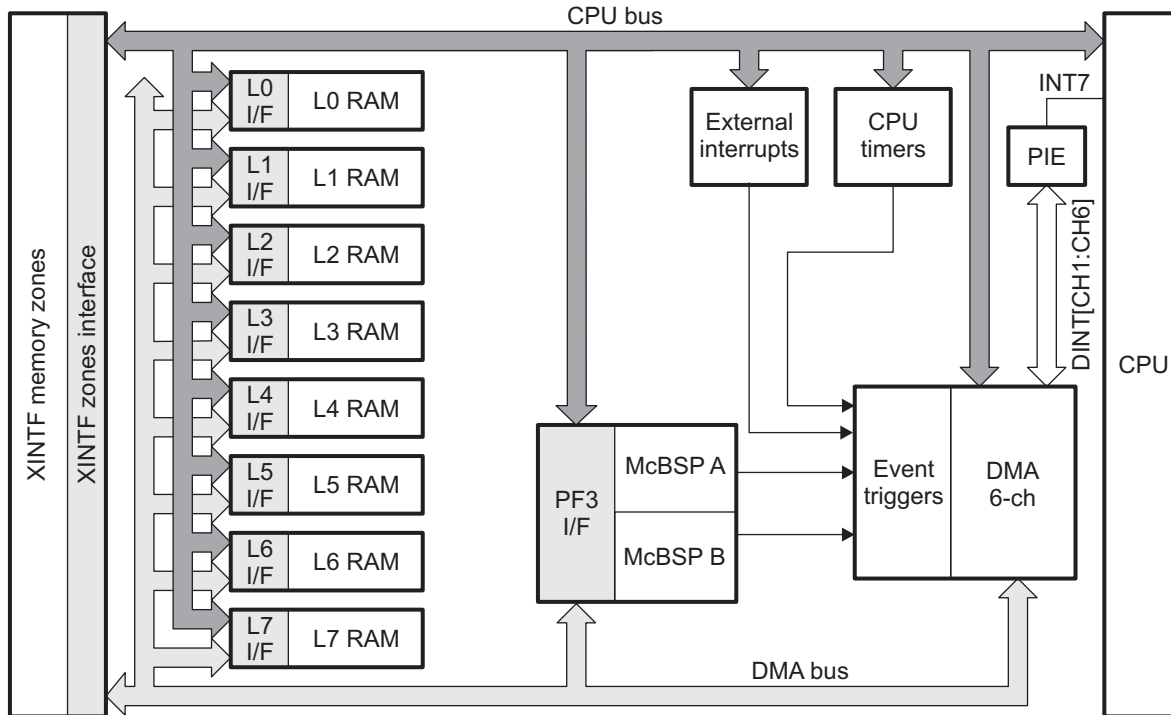 CPU bus
XINTF memory zones
XINTF zones interface
L0
I/F
L0 RAM
L1
I/F
L1 RAM
L2
I/F
L2 RAM
L3
I/F
L3 RAM
L4
I/F
L4 RAM
L5
I/F
L5 RAM
L6
I/F
L6 RAM
L7
I/F
L7 RAM
External
interrupts
CPU
timers
INT7
PIE
DINT[CH1:CH6]
CPU
PF3
I/F
McBSP A
McBSP B
Event
triggers
DMA
6-ch
DMA bus